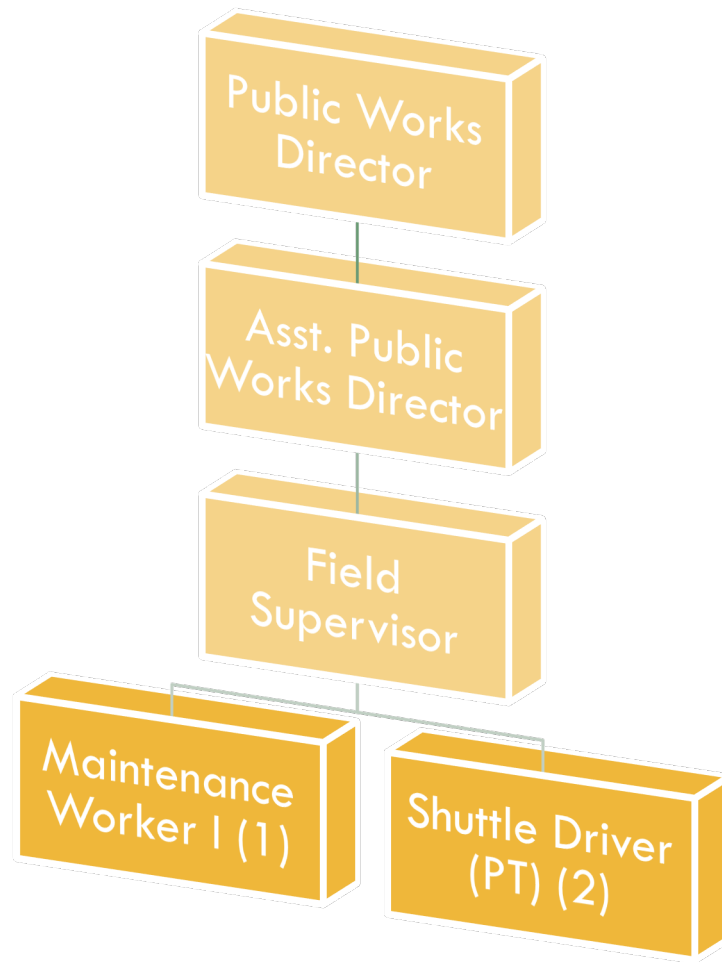 Public Works
Director
Asst. Public
Works Director
Field
Supervisor
Maintenance
Worker I (1)
Shuttle Driver
(PT) (2)